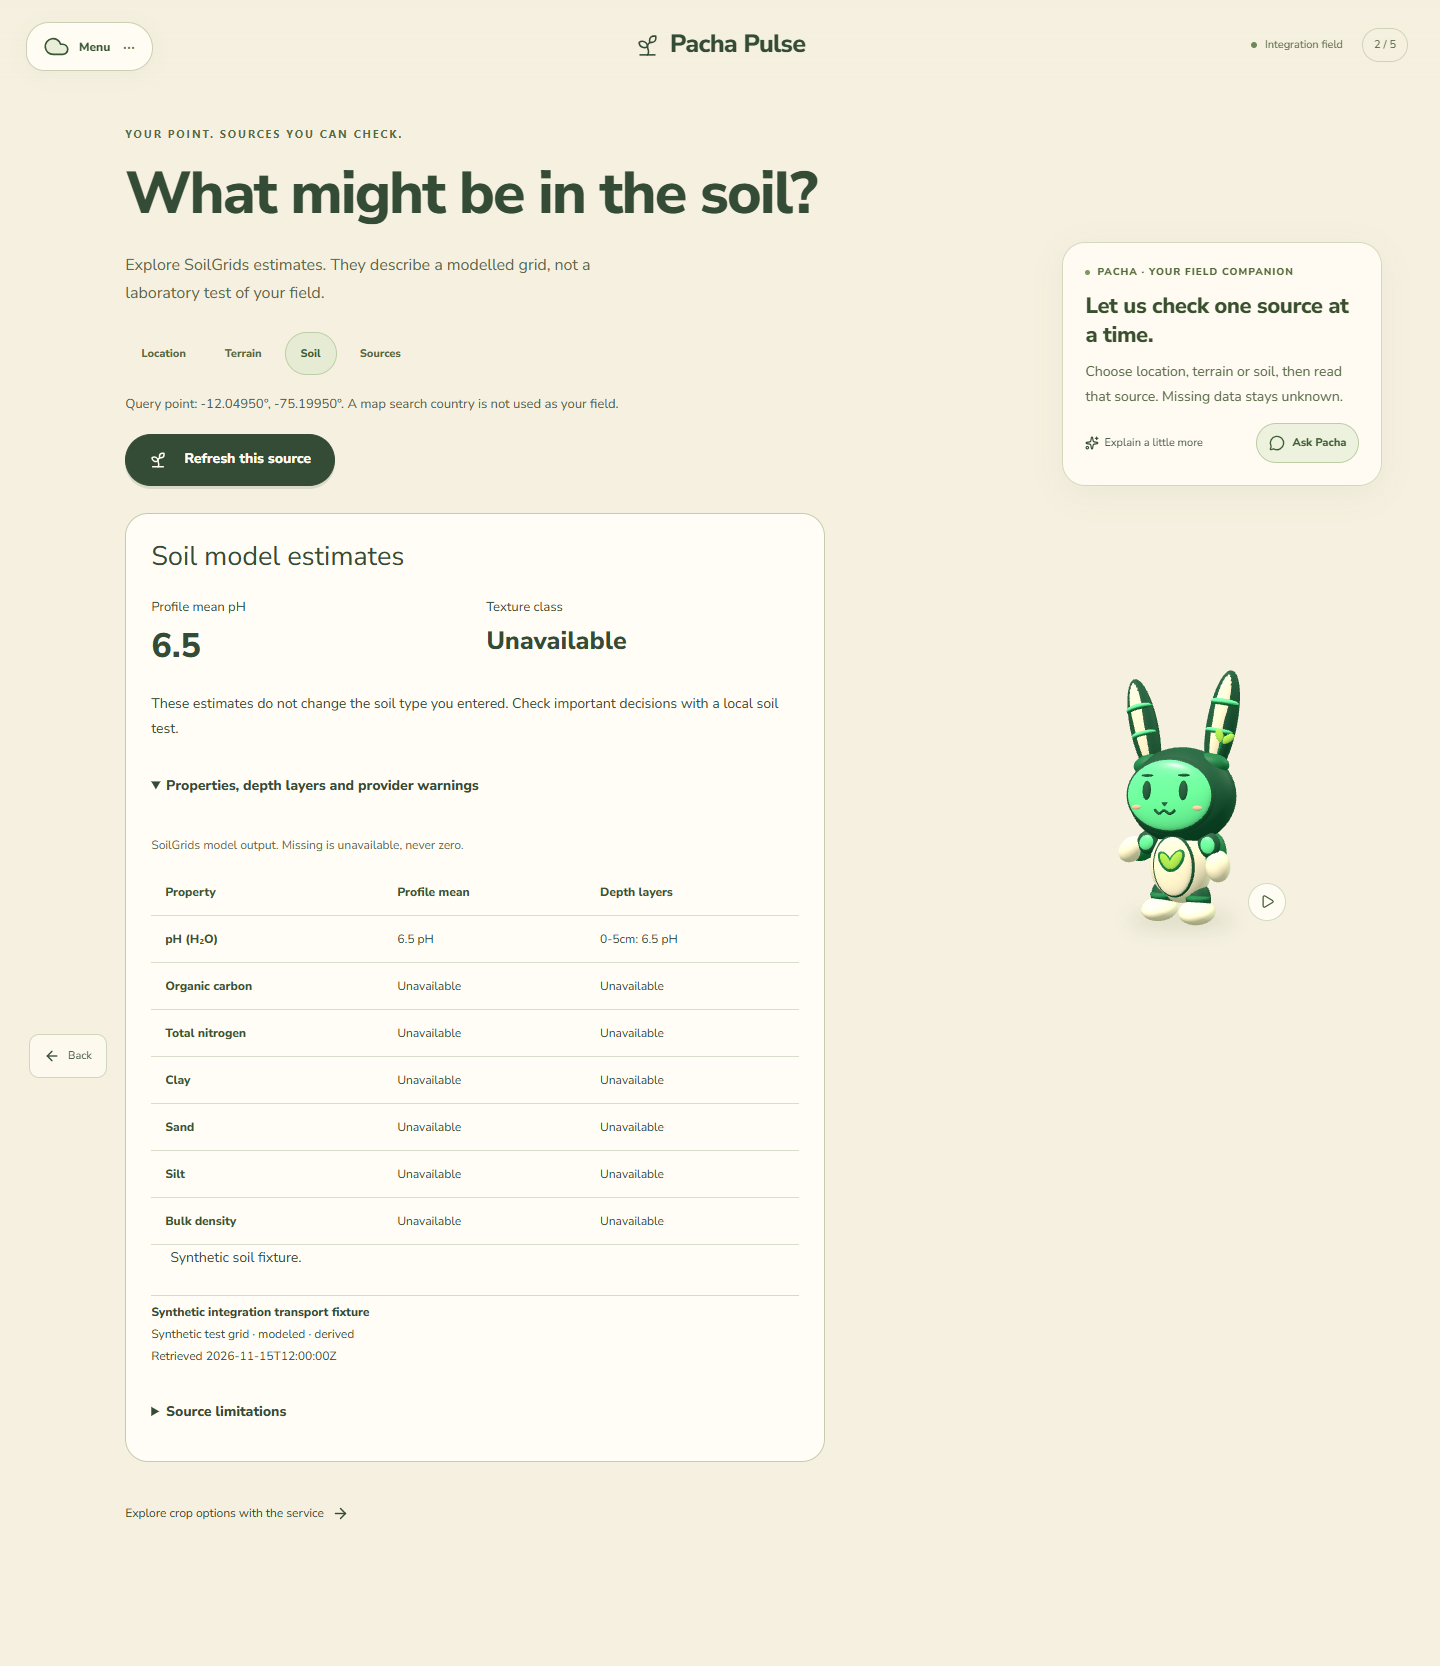 Menu ···
Pacha Pulse
Integration field
2 / 5
YOUR POINT. SOURCES YOU CAN CHECK.
What might be in the soil?
Explore SoilGrids estimates. They describe a modelled grid, not a
laboratory test of your field.
Location
Terrain
Soil
Sources
Query point: -12.04950°, -75.19950°. A map search country is not used as your field.
Refresh this source
PACHA · YOUR FIELD COMPANION
Let us check one source at
a time.
Choose location, terrain or soil, then read
that source. Missing data stays unknown.
Explain a little more
Ask Pacha
Soil model estimates
Profile mean pH
6.5
Texture class
Unavailable
These estimates do not change the soil type you entered. Check important decisions with a local soil
test.
Properties, depth layers and provider warnings
SoilGrids model output. Missing is unavailable, never zero.
Property Profile mean Depth layers
pH (H₂O) 6.5 pH 0-5cm: 6.5 pH
Organic carbon Unavailable Unavailable
Total nitrogen Unavailable Unavailable
Clay Unavailable Unavailable
Sand Unavailable Unavailable
Silt Unavailable Unavailable
Bulk density Unavailable Unavailable
Synthetic soil fixture.
Synthetic integration transport fixture
Synthetic test grid · modeled · derived
Retrieved 2026-11-15T12:00:00Z
Source limitations
Back
Explore crop options with the service